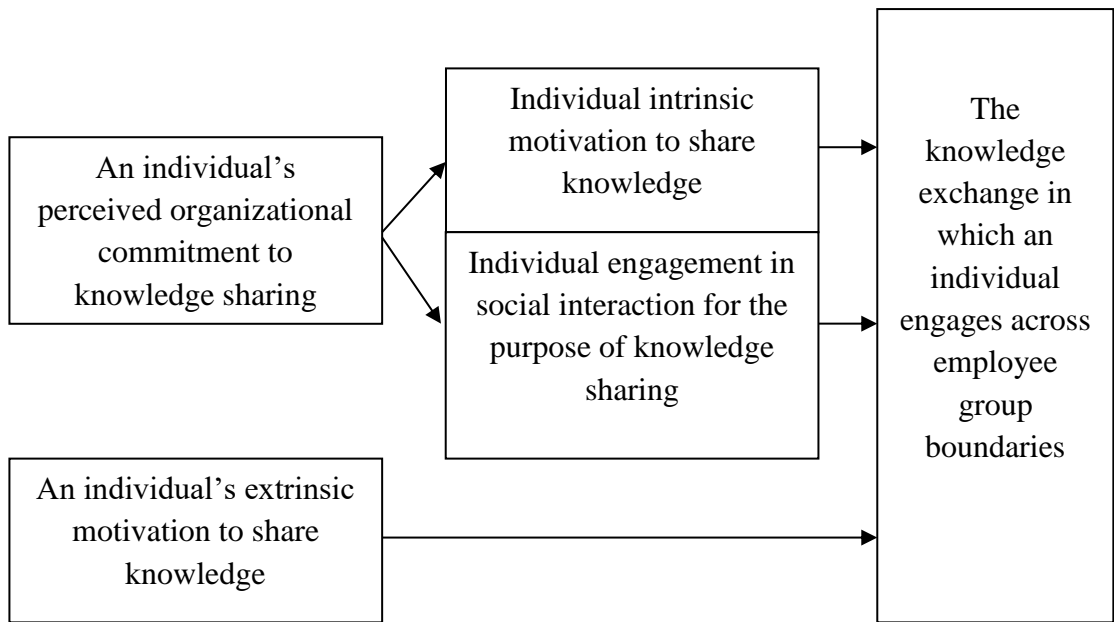 An individual’s
perceived organizational
commitment to
knowledge sharing
Individual intrinsic
motivation to share
knowledge
Individual engagement in
social interaction for the
purpose of knowledge
sharing
An individual’s extrinsic
motivation to share
knowledge
The
knowledge
exchange in
which an
individual
engages across
employee
group
boundaries